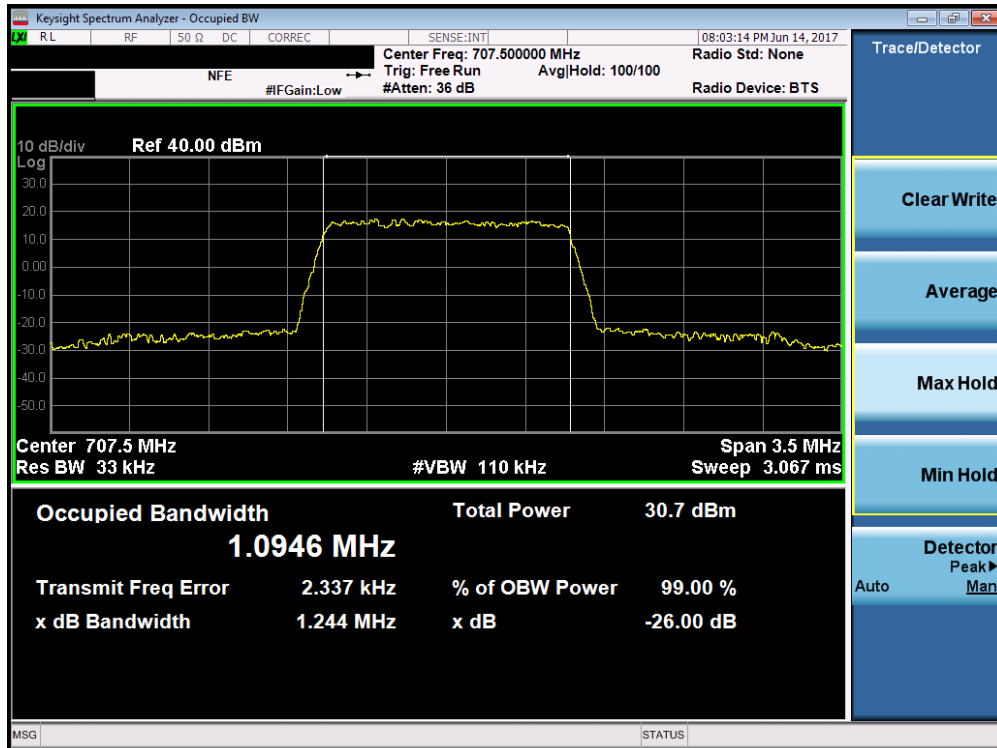 Keysight Spectrum Analyzer - Occupied BW
LXI RL RF 50 Ω DC CORREC SENSE:INT 08:03:14 PM Jun 14, 2017
Center Freq: 707.500000 MHz Radio Std: None
NFE Trig: Free Run Avg|Hold: 100/100
#IFGain:Low #Atten: 36 dB Radio Device: BTS
Trace/Detector
10 dB/div Ref 40.00 dBm
Log
30.0
20.0
10.0
0.00
-10.0
-20.0
-30.0
-40.0
-50.0
Center 707.5 MHz Span 3.5 MHz
Res BW 33 kHz #VBW 110 kHz Sweep 3.067 ms
Occupied Bandwidth Total Power 30.7 dBm
1.0946 MHz
Transmit Freq Error 2.337 kHz % of OBW Power 99.00 %
x dB Bandwidth 1.244 MHz x dB -26.00 dB
Clear Write
Average
Max Hold
Min Hold
Detector
Peak▶
Auto Man
MSG STATUS